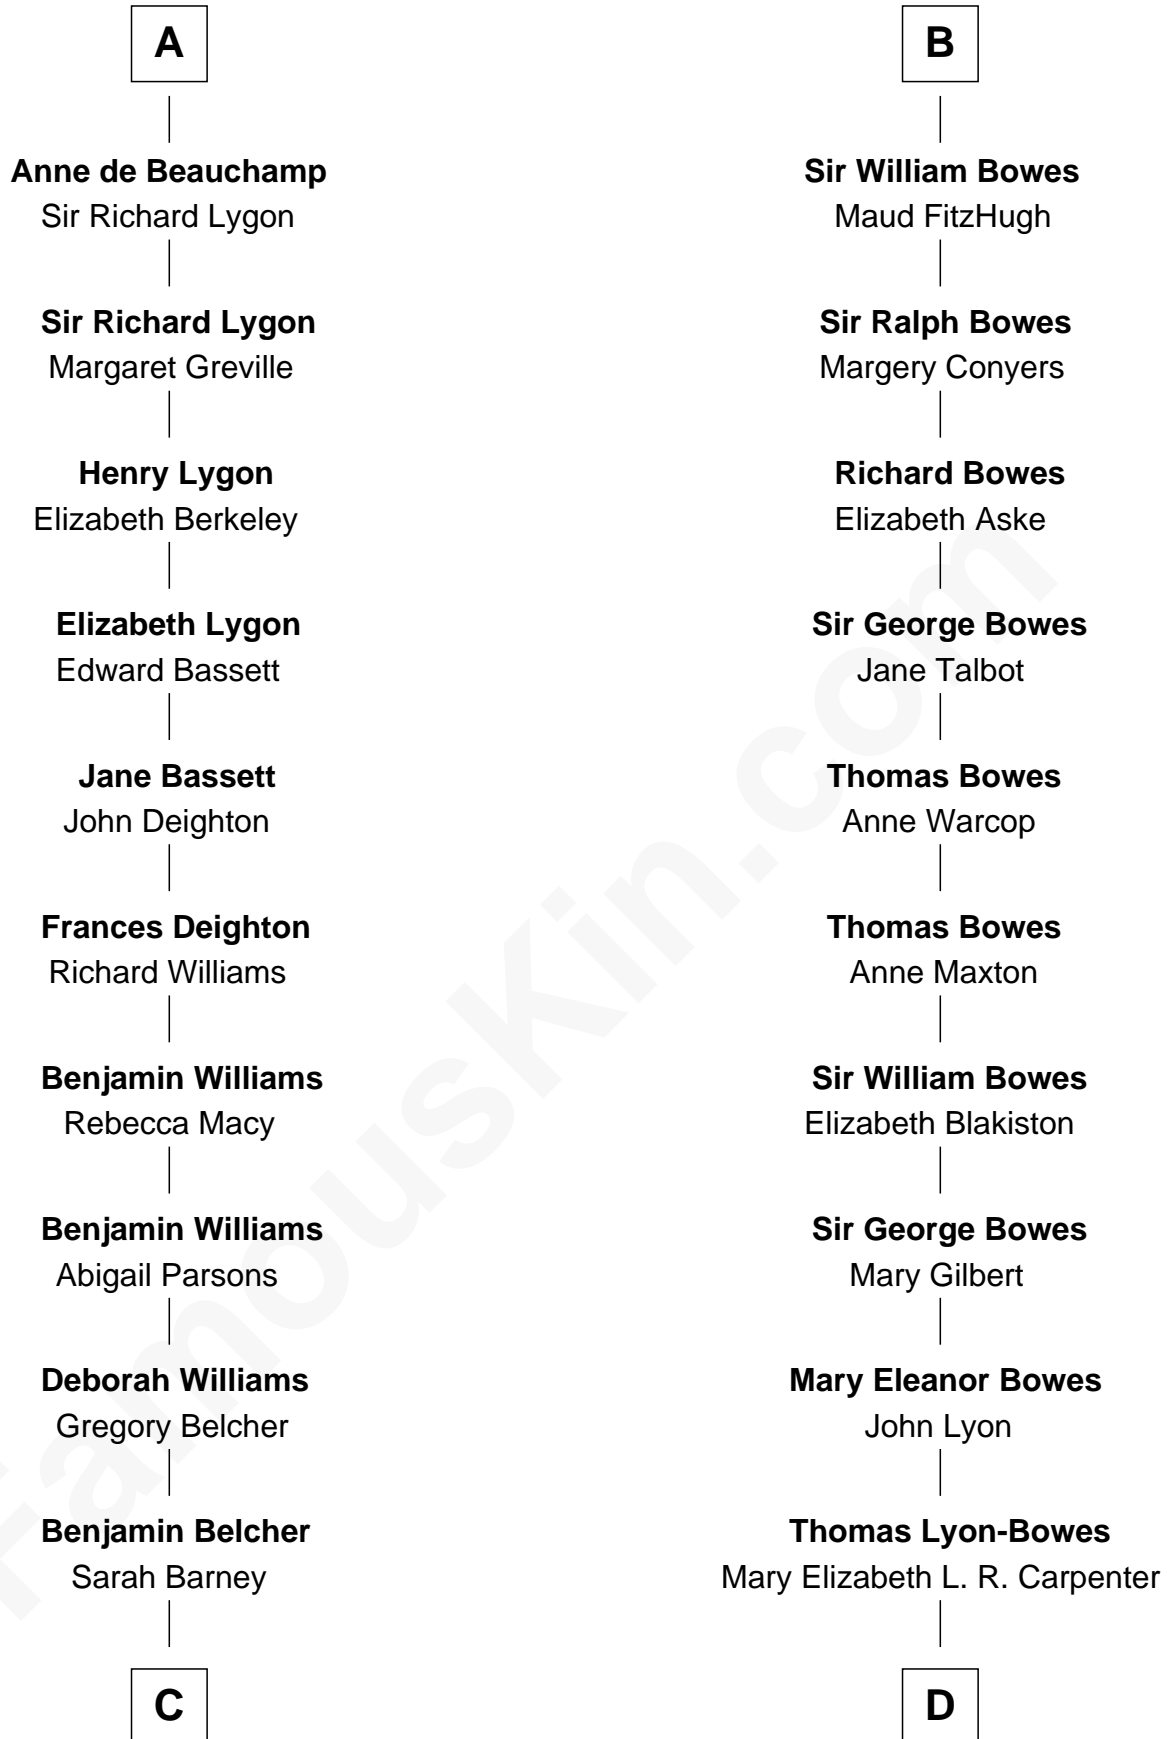 A
Anne de Beauchamp
Sir Richard Lygon
Sir Richard Lygon
Margaret Greville
Henry Lygon
Elizabeth Berkeley
Elizabeth Lygon
Edward Bassett
Jane Bassett
John Deighton
Frances Deighton
Richard Williams
Benjamin Williams
Rebecca Macy
Benjamin Williams
Abigail Parsons
Deborah Williams
Gregory Belcher
Benjamin Belcher
Sarah Barney
C
B
Sir William Bowes
Maud FitzHugh
Sir Ralph Bowes
Margery Conyers
Richard Bowes
Elizabeth Aske
Sir George Bowes
Jane Talbot
Thomas Bowes
Anne Warcop
Thomas Bowes
Anne Maxton
Sir William Bowes
Elizabeth Blakiston
Sir George Bowes
Mary Gilbert
Mary Eleanor Bowes
John Lyon
Thomas Lyon-Bowes
Mary Elizabeth L. R. Carpenter
D
FamousKin.com